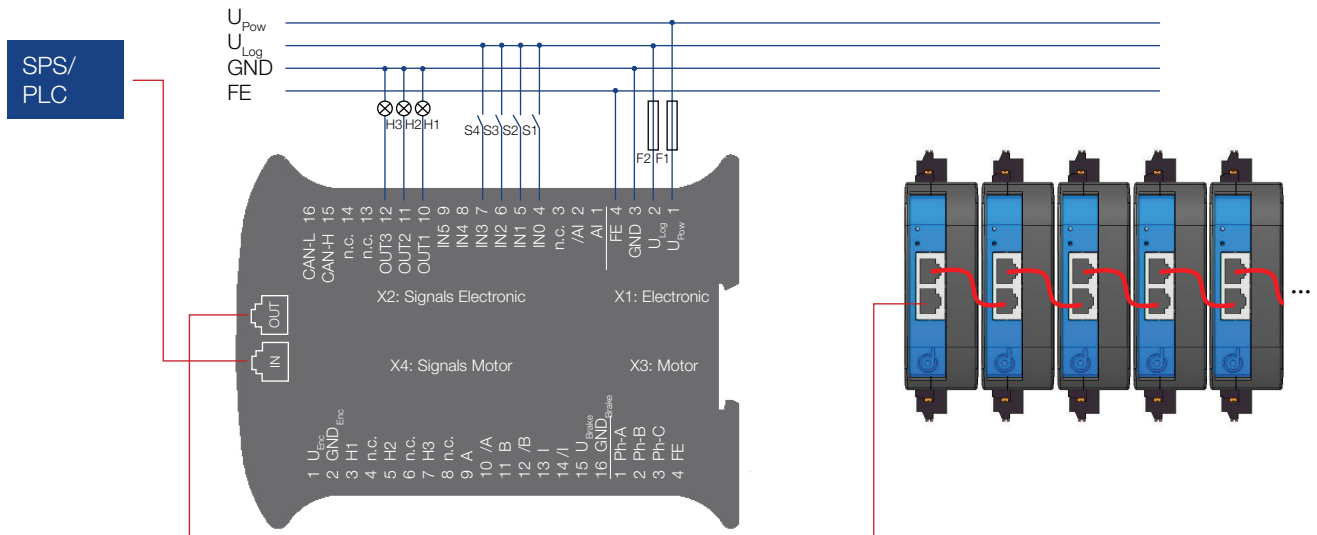 U_Pow
U_Log
GND
FE
SPS/
PLC
H3 H2 H1
S4 S3 S2 S1
F2 F1
CAN-L 16
CAN-H 15
n.c. 14
n.c. 13
OUT3 12
OUT2 11
OUT1 10
IN5 9
IN4 8
IN3 7
IN2 6
IN1 5
IN0 4
n.c. 3
/AI 2
AI 1
FE 4
GND 3
U_Log 2
U_Pow 1
X2: Signals Electronic
X1: Electronic
OUT
IN
X4: Signals Motor
X3: Motor
1 U_Enc
2 GND_Enc
3 H1
4 n.c.
5 H2
6 n.c.
7 H3
8 n.c.
9 A
10 /A
11 B
12 /B
13 I
14 /I
15 U_Brake
16 GND_Brake
1 Ph-A
2 Ph-B
3 Ph-C
4 FE
...